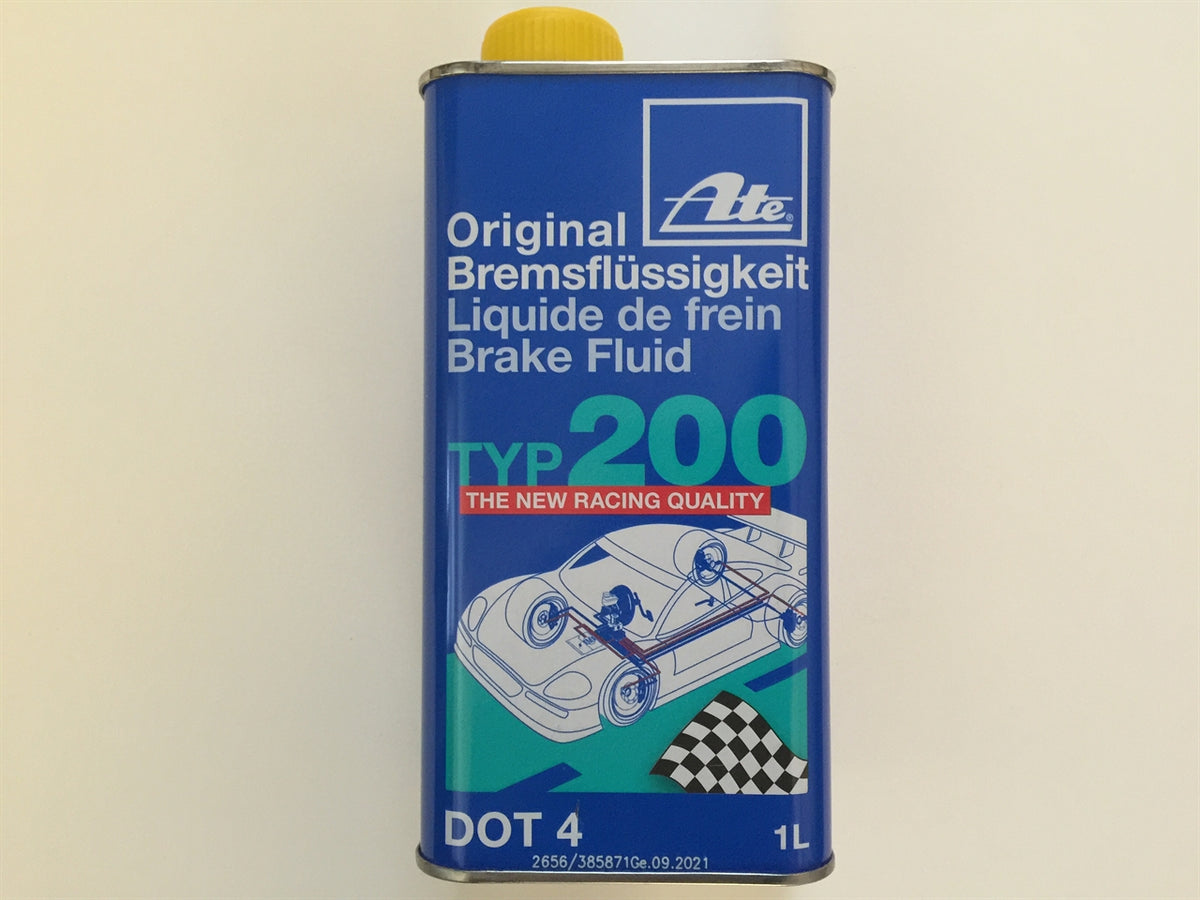 Ate®
Original
Bremsflüssigkeit
Liquide de frein
Brake Fluid
TYP 200
THE NEW RACING QUALITY
DOT 4
1L
2656/385871Ge.09.2021